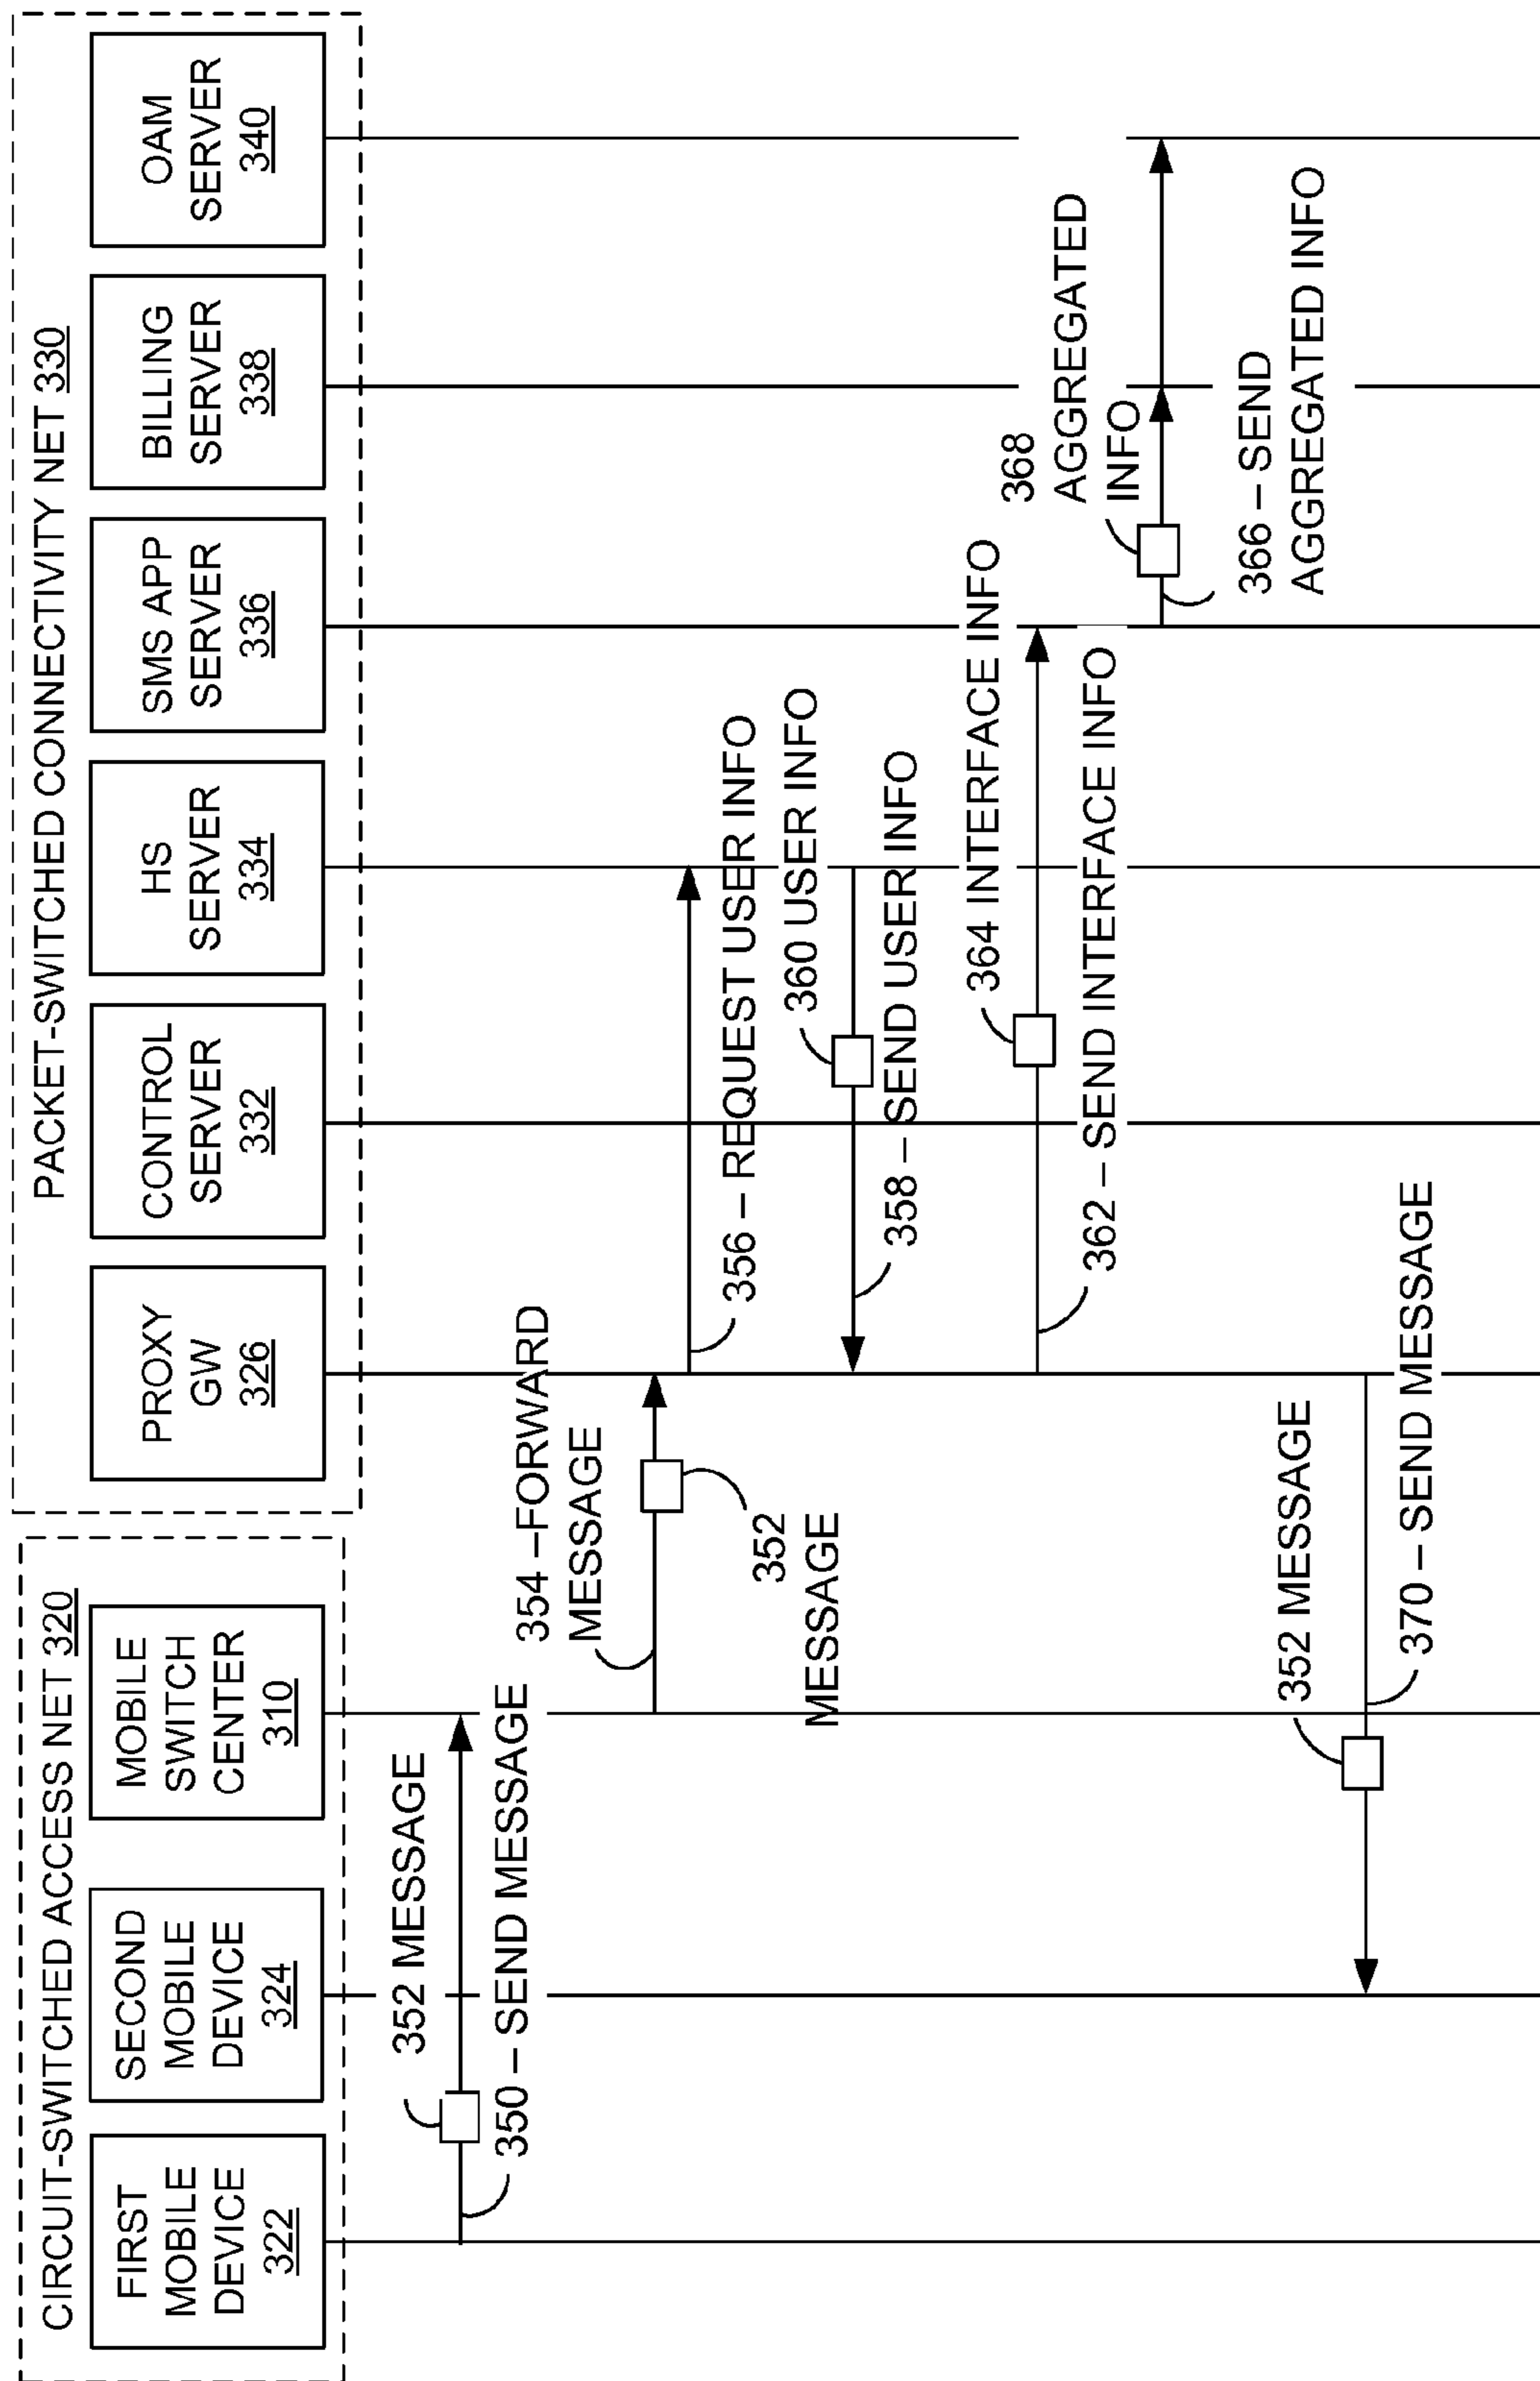 CIRCUIT-SWITCHED ACCESS NET 320
PACKET-SWITCHED CONNECTIVITY NET 330
FIRST
MOBILE
DEVICE
322
SECOND
MOBILE
DEVICE
324
MOBILE
SWITCH
CENTER
310
PROXY
GW
326
CONTROL
SERVER
332
HS
SERVER
334
SMS APP
SERVER
336
BILLING
SERVER
338
OAM
SERVER
340
352 MESSAGE
350 – SEND MESSAGE
354 –FORWARD
MESSAGE
352
MESSAGE
356 – REQUEST USER INFO
360 USER INFO
358 – SEND USER INFO
364 INTERFACE INFO
362 – SEND INTERFACE INFO
368
AGGREGATED
INFO
366 – SEND
AGGREGATED INFO
352 MESSAGE
370 – SEND MESSAGE